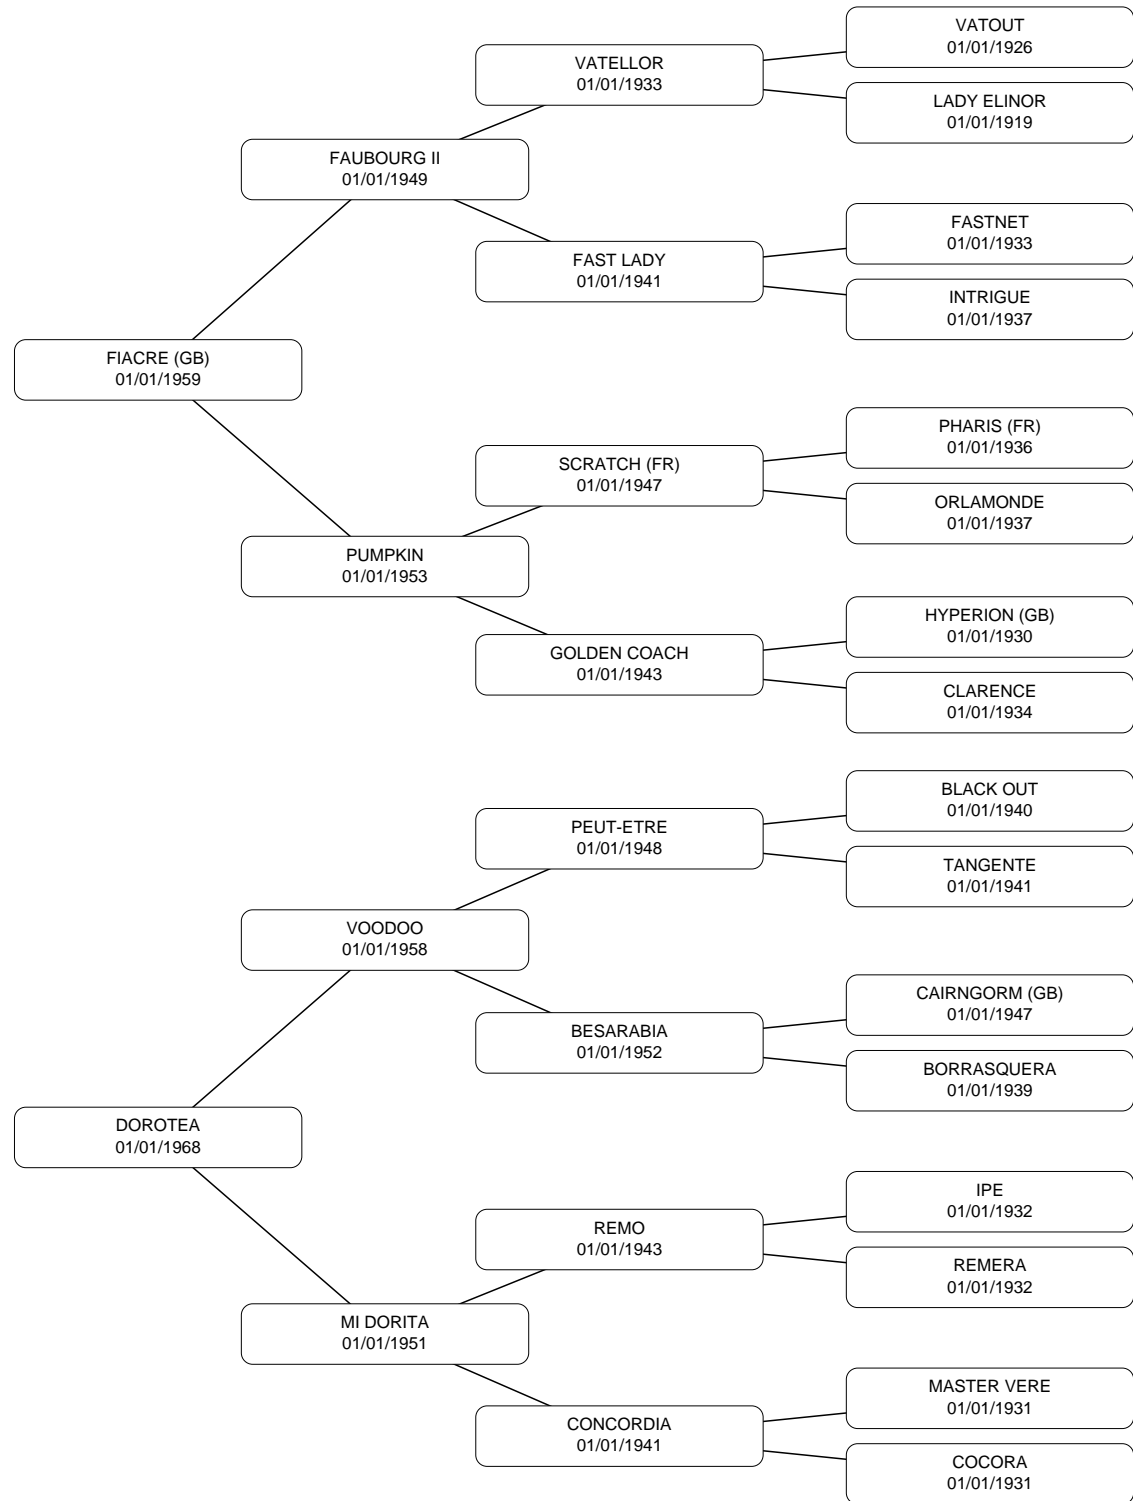 VATOUT
01/01/1926
VATELLOR
01/01/1933
LADY ELINOR
01/01/1919
FAUBOURG II
01/01/1949
FASTNET
01/01/1933
FAST LADY
01/01/1941
INTRIGUE
01/01/1937
FIACRE (GB)
01/01/1959
PHARIS (FR)
01/01/1936
SCRATCH (FR)
01/01/1947
ORLAMONDE
01/01/1937
PUMPKIN
01/01/1953
HYPERION (GB)
01/01/1930
GOLDEN COACH
01/01/1943
CLARENCE
01/01/1934
BLACK OUT
01/01/1940
PEUT-ETRE
01/01/1948
TANGENTE
01/01/1941
VOODOO
01/01/1958
CAIRNGORM (GB)
01/01/1947
BESARABIA
01/01/1952
BORRASQUERA
01/01/1939
DOROTEA
01/01/1968
IPE
01/01/1932
REMO
01/01/1943
REMERA
01/01/1932
MI DORITA
01/01/1951
MASTER VERE
01/01/1931
CONCORDIA
01/01/1941
COCORA
01/01/1931